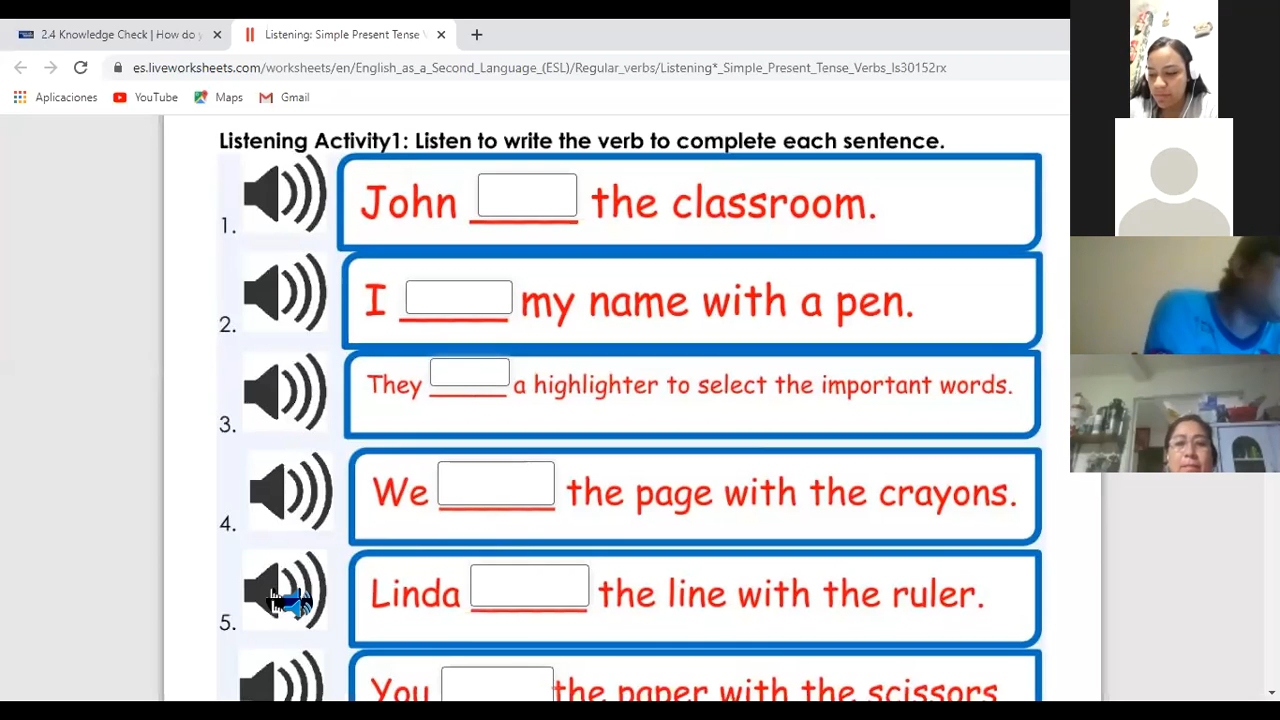 2.4 Knowledge Check | How do y
Listening: Simple Present Tense V
es.liveworksheets.com/worksheets/en/English_as_a_Second_Language_(ESL)/Regular_verbs/Listening*_Simple_Present_Tense_Verbs_ls30152rx
Aplicaciones YouTube Maps Gmail
Listening Activity1: Listen to write the verb to complete each sentence.
1. John the classroom.
2. I my name with a pen.
3. They a highlighter to select the important words.
4. We the page with the crayons.
5. Linda the line with the ruler.
You the paper with the scissors